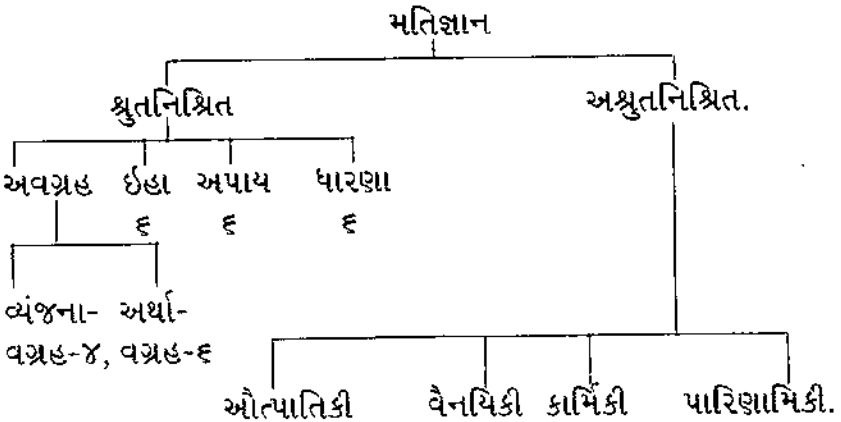 મતિજ્ઞાન
શ્રુતનિશ્રિત અશ્રુતનિશ્રિત.
અવગ્રહ ઇહા અપાય ધારણા
૬ ૬ ૬
વ્યંજના- અર્થા-
વગ્રહ-૪, વગ્રહ-૬
ઔત્પાતિકી વૈનયિકી કાર્મિકી પારિણામિકી.